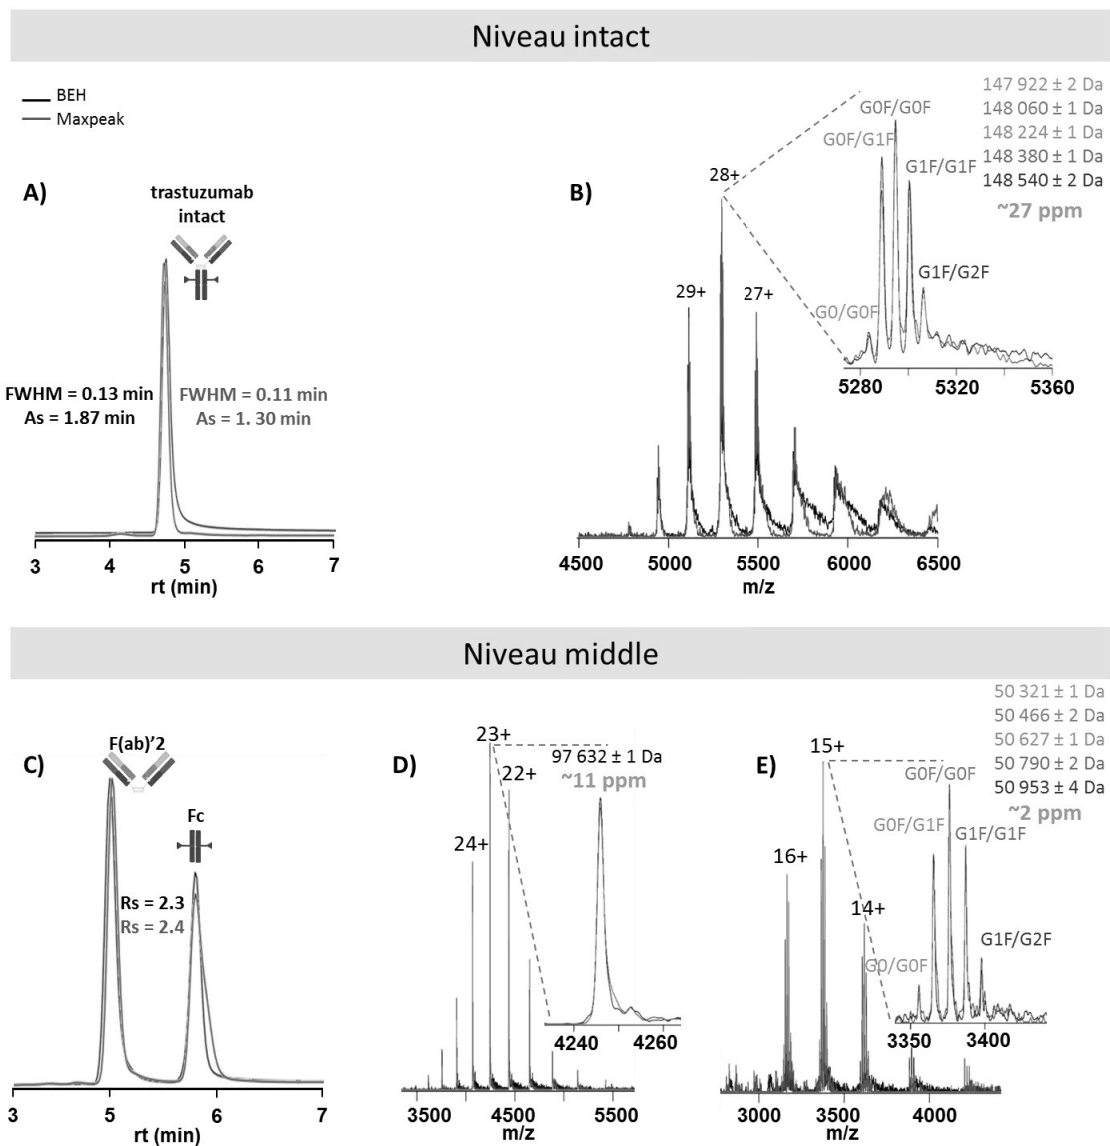 Niveau intact
BEH
Maxpeak
A)
trastuzumab
intact
FWHM = 0.13 min
As = 1.87 min
FWHM = 0.11 min
As = 1. 30 min
3 4 5 6 7
rt (min)
B)
29+
28+
27+
4500 5000 5500 6000 6500
m/z
G0/G0F
G0F/G1F
G0F/G0F
G1F/G1F
G1F/G2F
5280 5320 5360
147 922 ± 2 Da
148 060 ± 1 Da
148 224 ± 1 Da
148 380 ± 1 Da
148 540 ± 2 Da
~27 ppm
Niveau middle
C)
F(ab)’2
Fc
Rs = 2.3
Rs = 2.4
3 5 6 7
rt (min)
D)
24+
23+
22+
97 632 ± 1 Da
~11 ppm
4240 4260
3500 4500 5500
m/z
E)
16+
15+
14+
G0/G0F
G0F/G1F
G0F/G0F
G1F/G1F
G1F/G2F
3350 3400
50 321 ± 1 Da
50 466 ± 2 Da
50 627 ± 1 Da
50 790 ± 2 Da
50 953 ± 4 Da
~2 ppm
3000 3500 4000
m/z